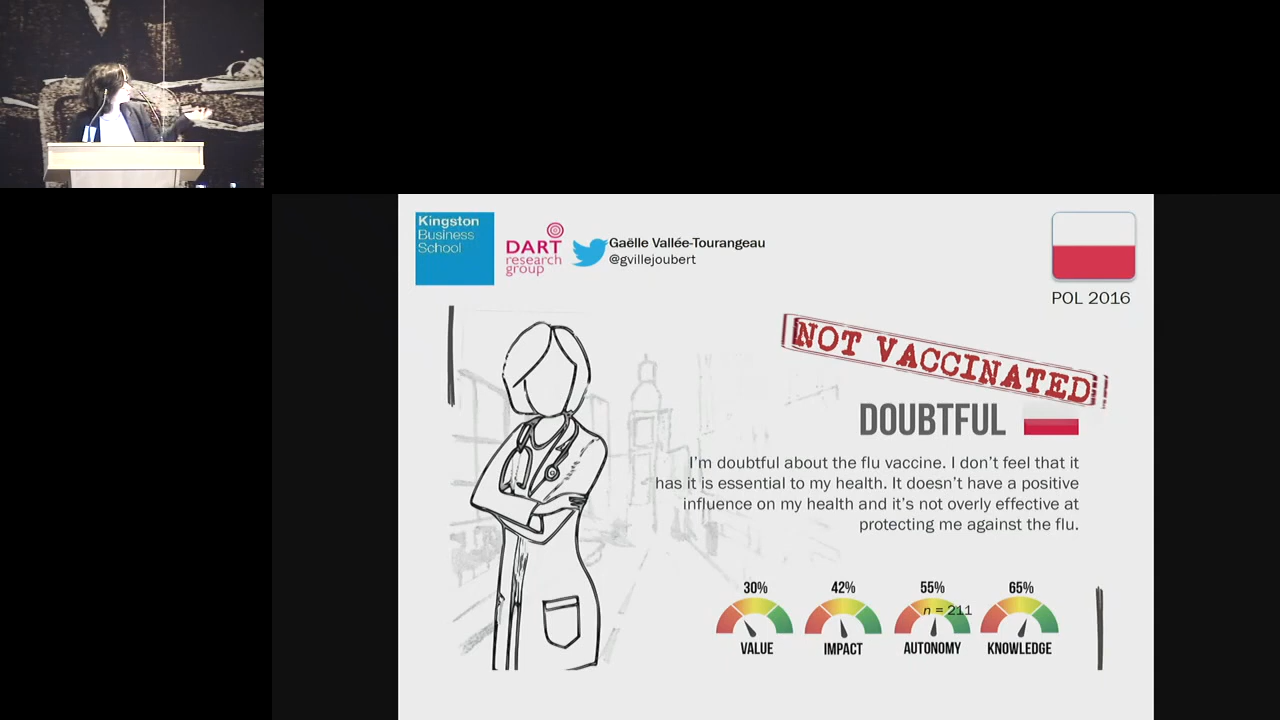 Kingston
Business
School
DART
research
group
Gaëlle Vallée-Tourangeau
@gvillejoubert
POL 2016
NOT VACCINATED
DOUBTFUL
I'm doubtful about the flu vaccine. I don't feel that it
has it is essential to my health. It doesn't have a positive
influence on my health and it's not overly effective at
protecting me against the flu.
30% 42% 55% 65%
n = 211
VALUE IMPACT AUTONOMY KNOWLEDGE